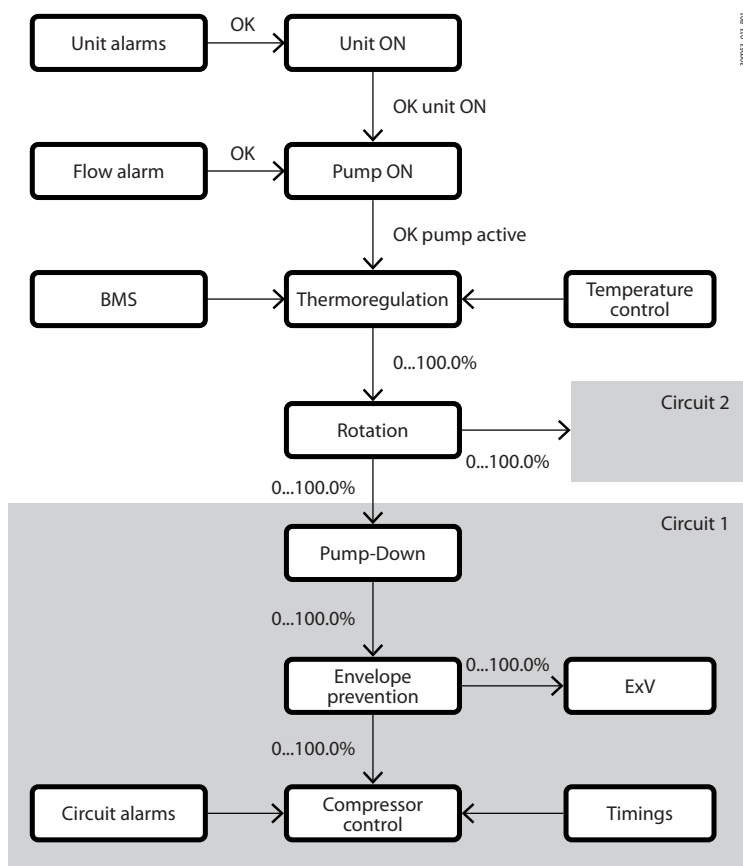 OK
Unit alarms
Unit ON
OK unit ON
OK
Flow alarm
Pump ON
OK pump active
BMS
Thermoregulation
Temperature
control
0...100.0%
Circuit 2
Rotation
0...100.0%
0...100.0%
Circuit 1
Pump-Down
0...100.0%
0...100.0%
Envelope
prevention
ExV
0...100.0%
Circuit alarms
Compressor
control
Timings